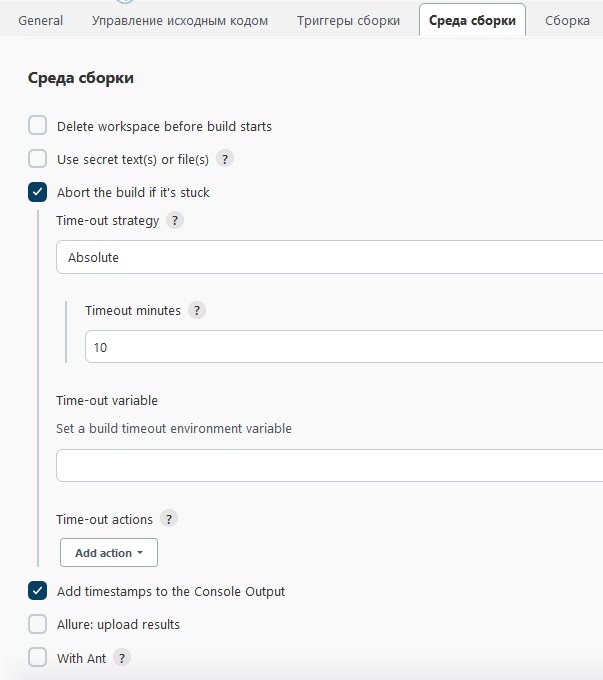 General Управление исходным кодом Триггеры сборки Среда сборки Сборка
Среда сборки
Delete workspace before build starts
Use secret text(s) or file(s) ?
Abort the build if it's stuck
Time-out strategy ?
Absolute
Timeout minutes ?
10
Time-out variable
Set a build timeout environment variable
Time-out actions ?
Add action
Add timestamps to the Console Output
Allure: upload results
With Ant ?